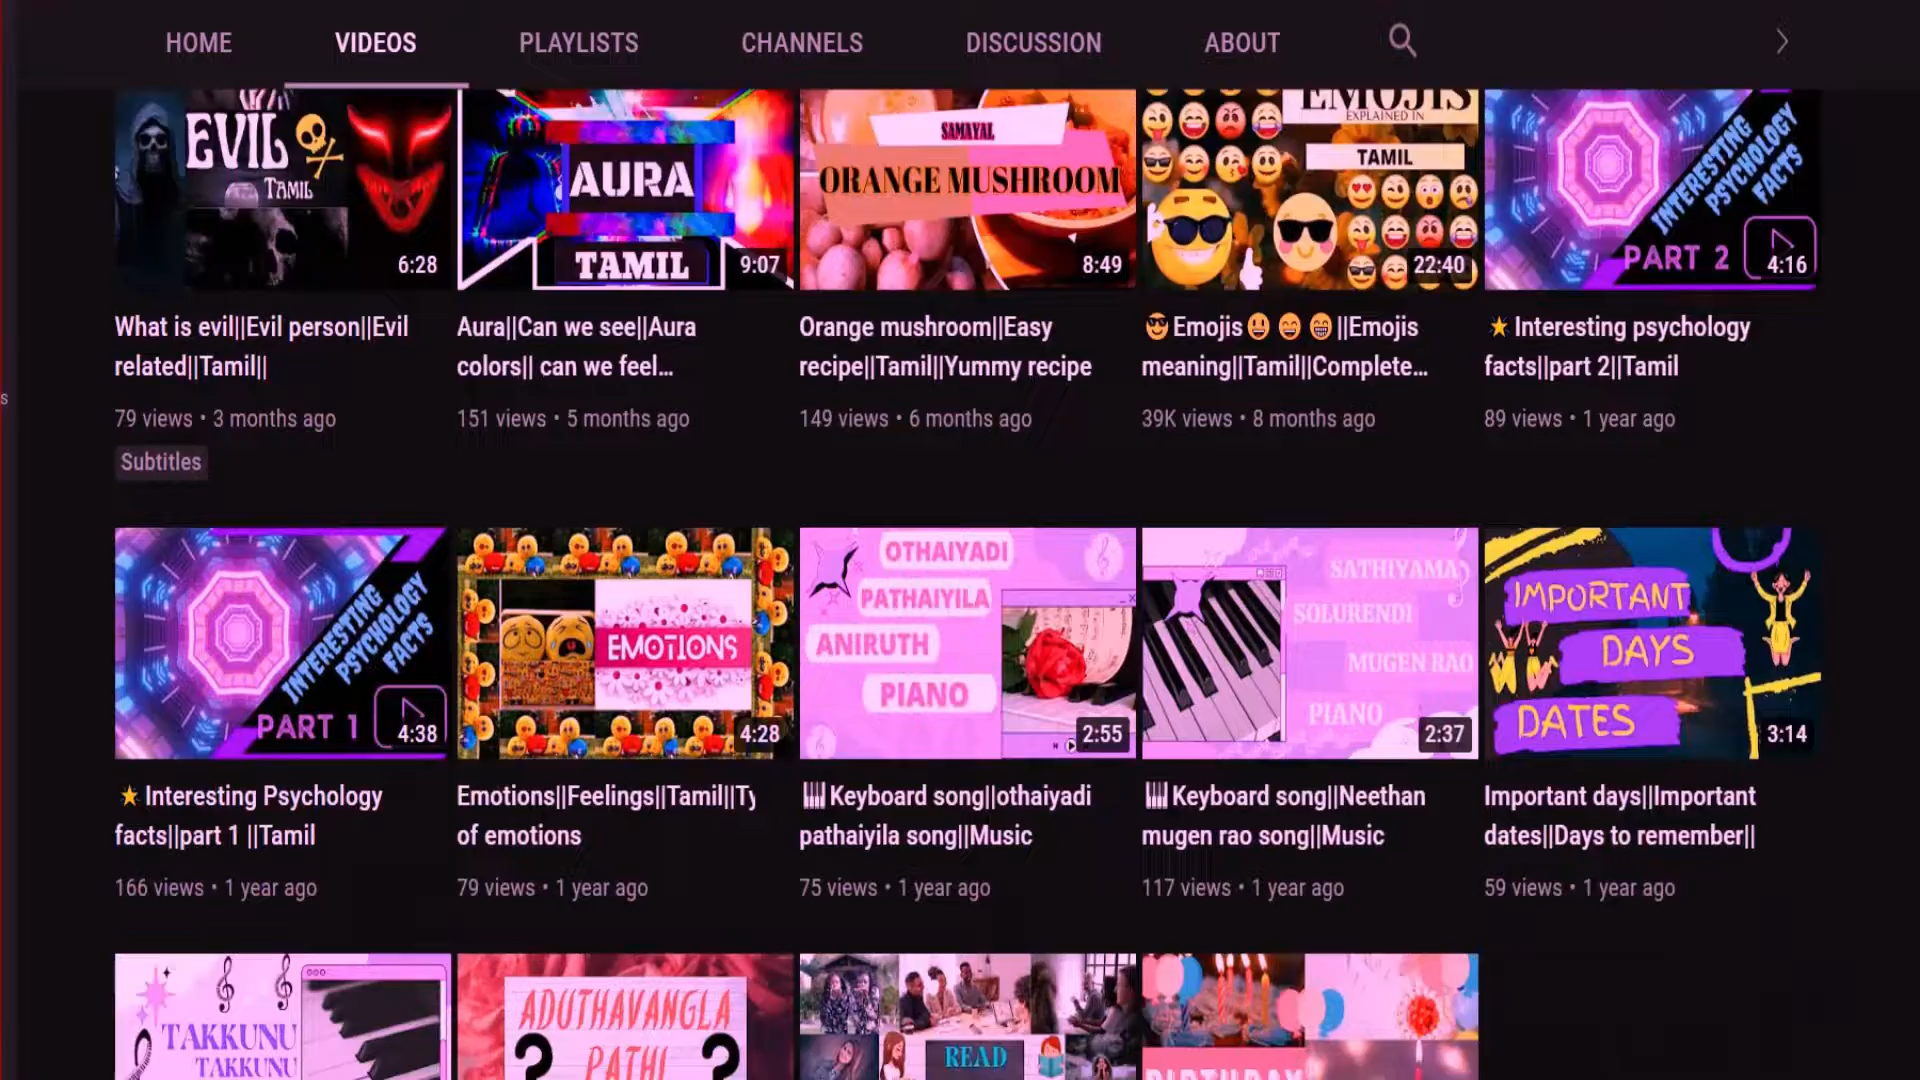 HOME VIDEOS PLAYLISTS CHANNELS DISCUSSION ABOUT
EVIL
TAMIL
6:28
AURA
TAMIL
9:07
SAMAYAL
ORANGE MUSHROOM
8:49
EMOJIS
EXPLAINED IN
TAMIL
22:40
INTERESTING
PSYCHOLOGY
FACTS
PART 2
4:16
What is evil||Evil person||Evil
related||Tamil||
79 views • 3 months ago
Subtitles
Aura||Can we see||Aura
colors|| can we feel...
151 views • 5 months ago
Orange mushroom||Easy
recipe||Tamil||Yummy recipe
149 views • 6 months ago
😎Emojis😃😄😁||Emojis
meaning||Tamil||Complete...
39K views • 8 months ago
⭐Interesting psychology
facts||part 2||Tamil
89 views • 1 year ago
INTERESTING
PSYCHOLOGY
FACTS
PART 1
4:38
EMOTIONS
4:28
OTHAIYADI
PATHAIYILA
ANIRUTH
PIANO
2:55
SATHIYAMA
SOLURENDI
MUGEN RAO
PIANO
2:37
IMPORTANT
DAYS
DATES
3:14
⭐Interesting Psychology
facts||part 1 ||Tamil
166 views • 1 year ago
Emotions||Feelings||Tamil||Ty
of emotions
79 views • 1 year ago
🎹Keyboard song||othaiyadi
pathaiyila song||Music
75 views • 1 year ago
🎹Keyboard song||Neethan
mugen rao song||Music
117 views • 1 year ago
Important days||Important
dates||Days to remember||
59 views • 1 year ago
TAKKUNU
TAKKUNU
ADUTHAVANGLA
PATHI
READ
BIRTHDAY